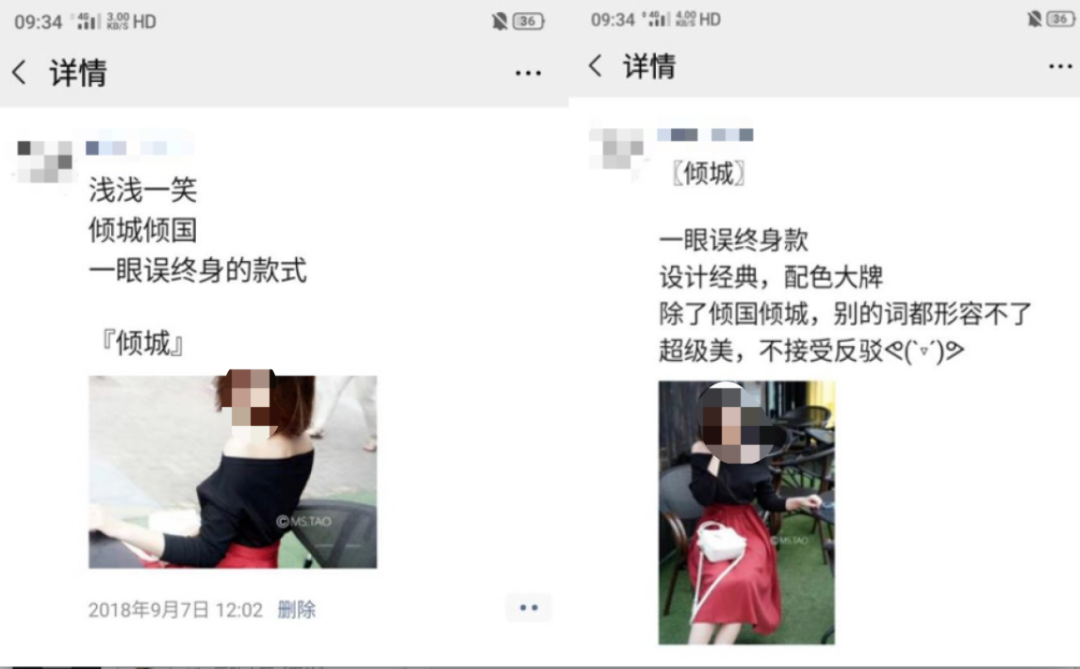 09:34 4G 3.00 KB/S HD 36
详情
浅浅一笑
倾城倾国
一眼误终身的款式
『倾城』
©MS.TAO
2018年9月7日 12:02 删除
09:34 4G 4.00 KB/S HD 36
详情
〖倾城〗
一眼误终身款
设计经典，配色大牌
除了倾国倾城，别的词都形容不了
超级美，不接受反驳ᕙ(`▿´)ᕗ
©MS.TAO